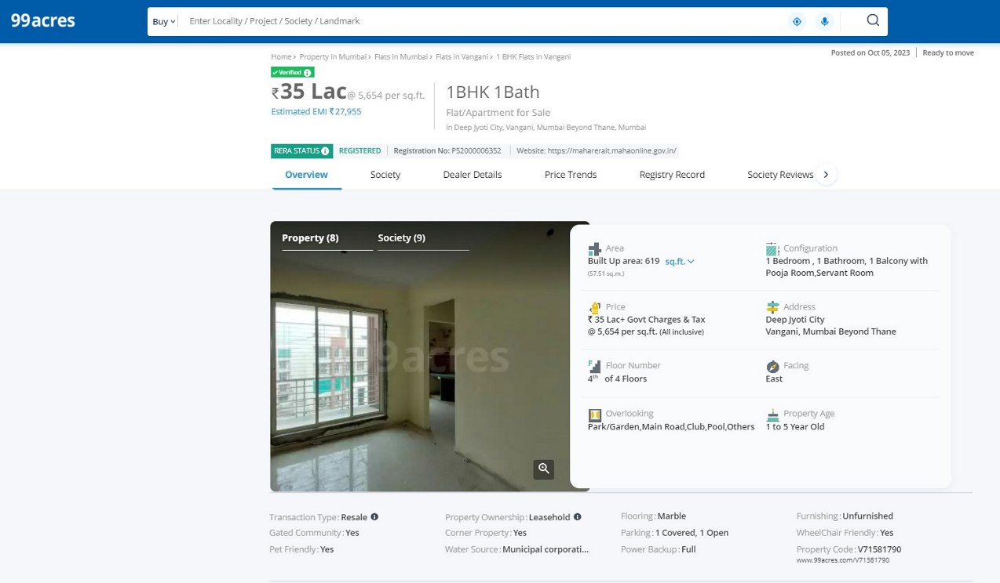 99acres
Buy
Enter Locality / Project / Society / Landmark
Home › Property in Mumbai › Flats in Mumbai › Flats in Vangani › 1 BHK Flats in Vangani
Posted on Oct 05, 2023 | Ready to move
Verified
₹35 Lac @ 5,654 per sq.ft.
Estimated EMI ₹27,955
1BHK 1Bath
Flat/Apartment for Sale
in Deep Jyoti City, Vangani, Mumbai Beyond Thane, Mumbai
RERA STATUS REGISTERED | Registration No: P52000006352 | Website: https://maharerait.mahaonline.gov.in/
Overview Society Dealer Details Price Trends Registry Record Society Reviews
Property (8) Society (9)
99acres
Area
Built Up area: 619 sq.ft.
(57.51 sq.m.)
Configuration
1 Bedroom , 1 Bathroom, 1 Balcony with
Pooja Room,Servant Room
Price
₹ 35 Lac+ Govt Charges & Tax
@ 5,654 per sq.ft. (All inclusive)
Address
Deep Jyoti City
Vangani, Mumbai Beyond Thane
Floor Number
4th of 4 Floors
Facing
East
Overlooking
Park/Garden,Main Road,Club,Pool,Others
Property Age
1 to 5 Year Old
Transaction Type : Resale Property Ownership : Leasehold Flooring : Marble Furnishing : Unfurnished
Gated Community : Yes Corner Property : Yes Parking : 1 Covered, 1 Open WheelChair Friendly : Yes
Pet Friendly : Yes Water Source : Municipal corporati... Power Backup : Full Property Code : V71581790
www.99acres.com/V71581790